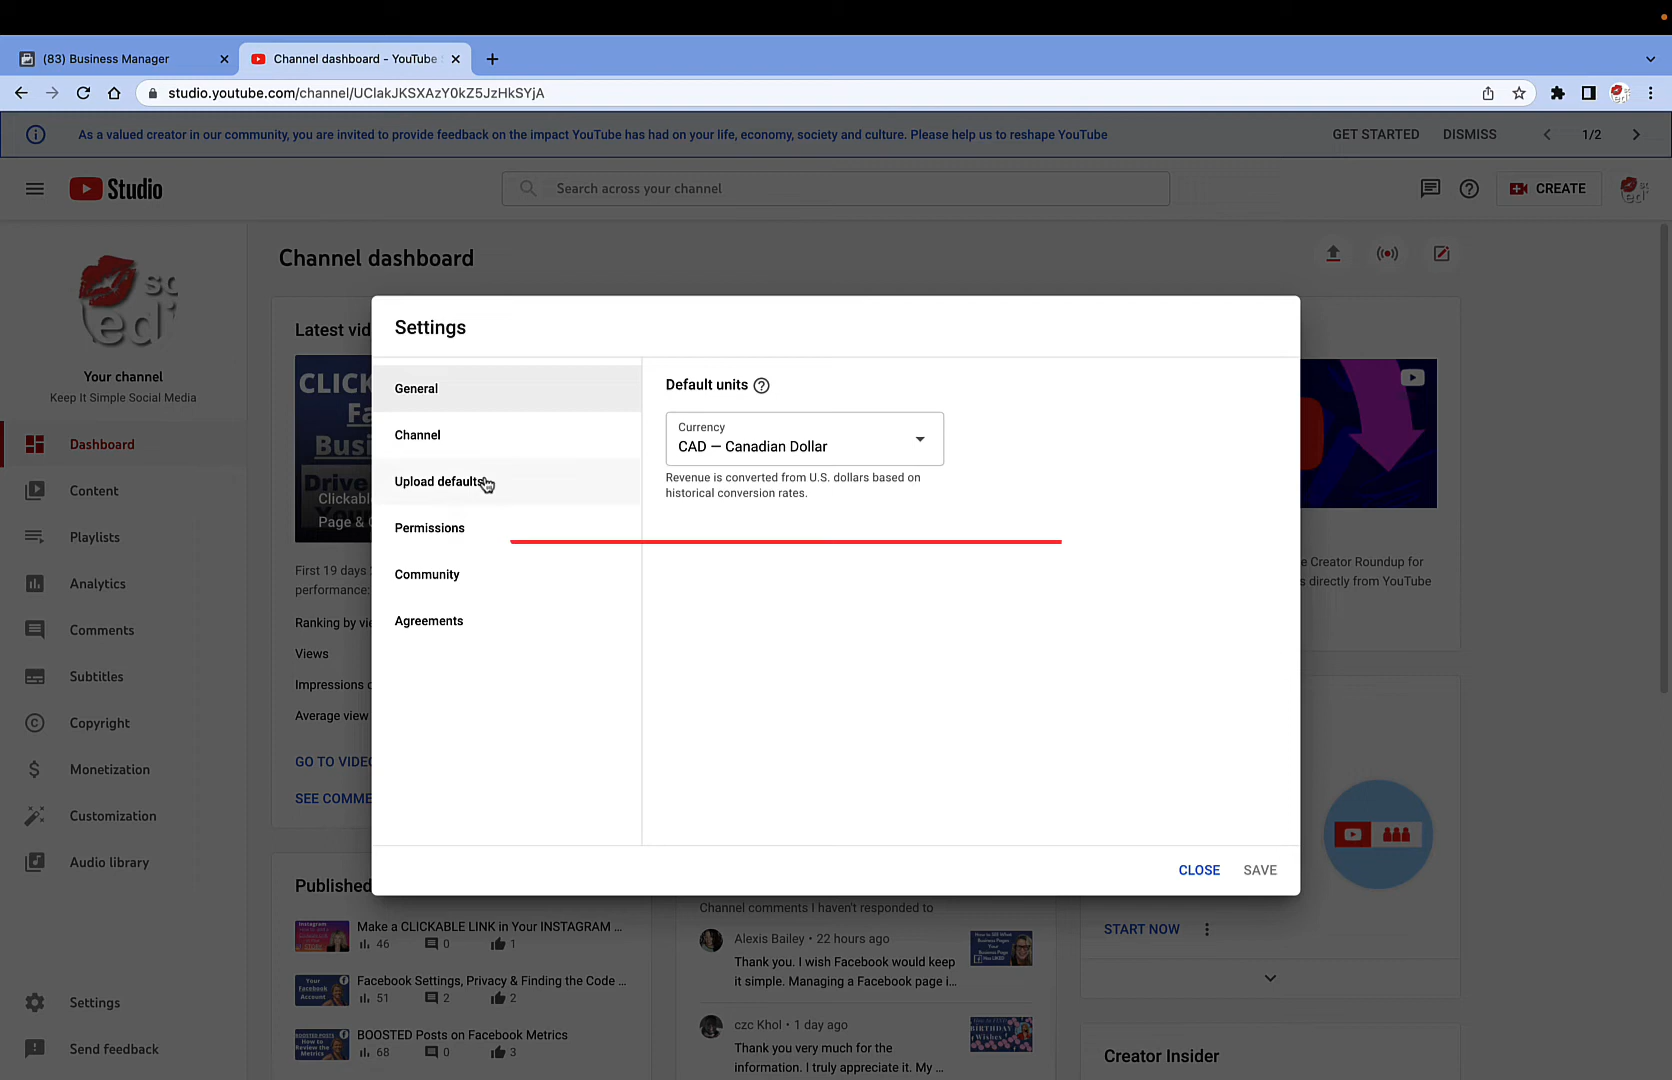 (83) Business Manager
Channel dashboard - YouTube
studio.youtube.com/channel/UClakJKSXAzY0kZ5JzHkSYjA
As a valued creator in our community, you are invited to provide feedback on the impact YouTube has had on your life, economy, society and culture. Please help us to reshape YouTube
GET STARTED
DISMISS
1/2
Studio
Search across your channel
CREATE
Your channel
Keep It Simple Social Media
Dashboard
Content
Playlists
Analytics
Comments
Subtitles
Copyright
Monetization
Customization
Audio library
Settings
Send feedback
Channel dashboard
Latest vid
CLICK
Fa
Busi
Drive
You
Clickabl
Page & C
First 19 days
performance:
Ranking by vi
Views
Impressions
Average view
GO TO VIDEO
SEE COMME
Settings
General
Channel
Upload defaults
Permissions
Community
Agreements
Default units
Currency
CAD — Canadian Dollar
Revenue is converted from U.S. dollars based on
historical conversion rates.
CLOSE
SAVE
e Creator Roundup for
s directly from YouTube
Published
Make a CLICKABLE LINK in Your INSTAGRAM ...
46 0 1
Facebook Settings, Privacy & Finding the Code ...
51 2 2
BOOSTED Posts on Facebook Metrics
68 0 3
Channel comments I haven't responded to
Alexis Bailey • 22 hours ago
Thank you. I wish Facebook would keep
it simple. Managing a Facebook page i...
czc Khol • 1 day ago
Thank you very much for the
information. I truly appreciate it. My ...
START NOW
Creator Insider